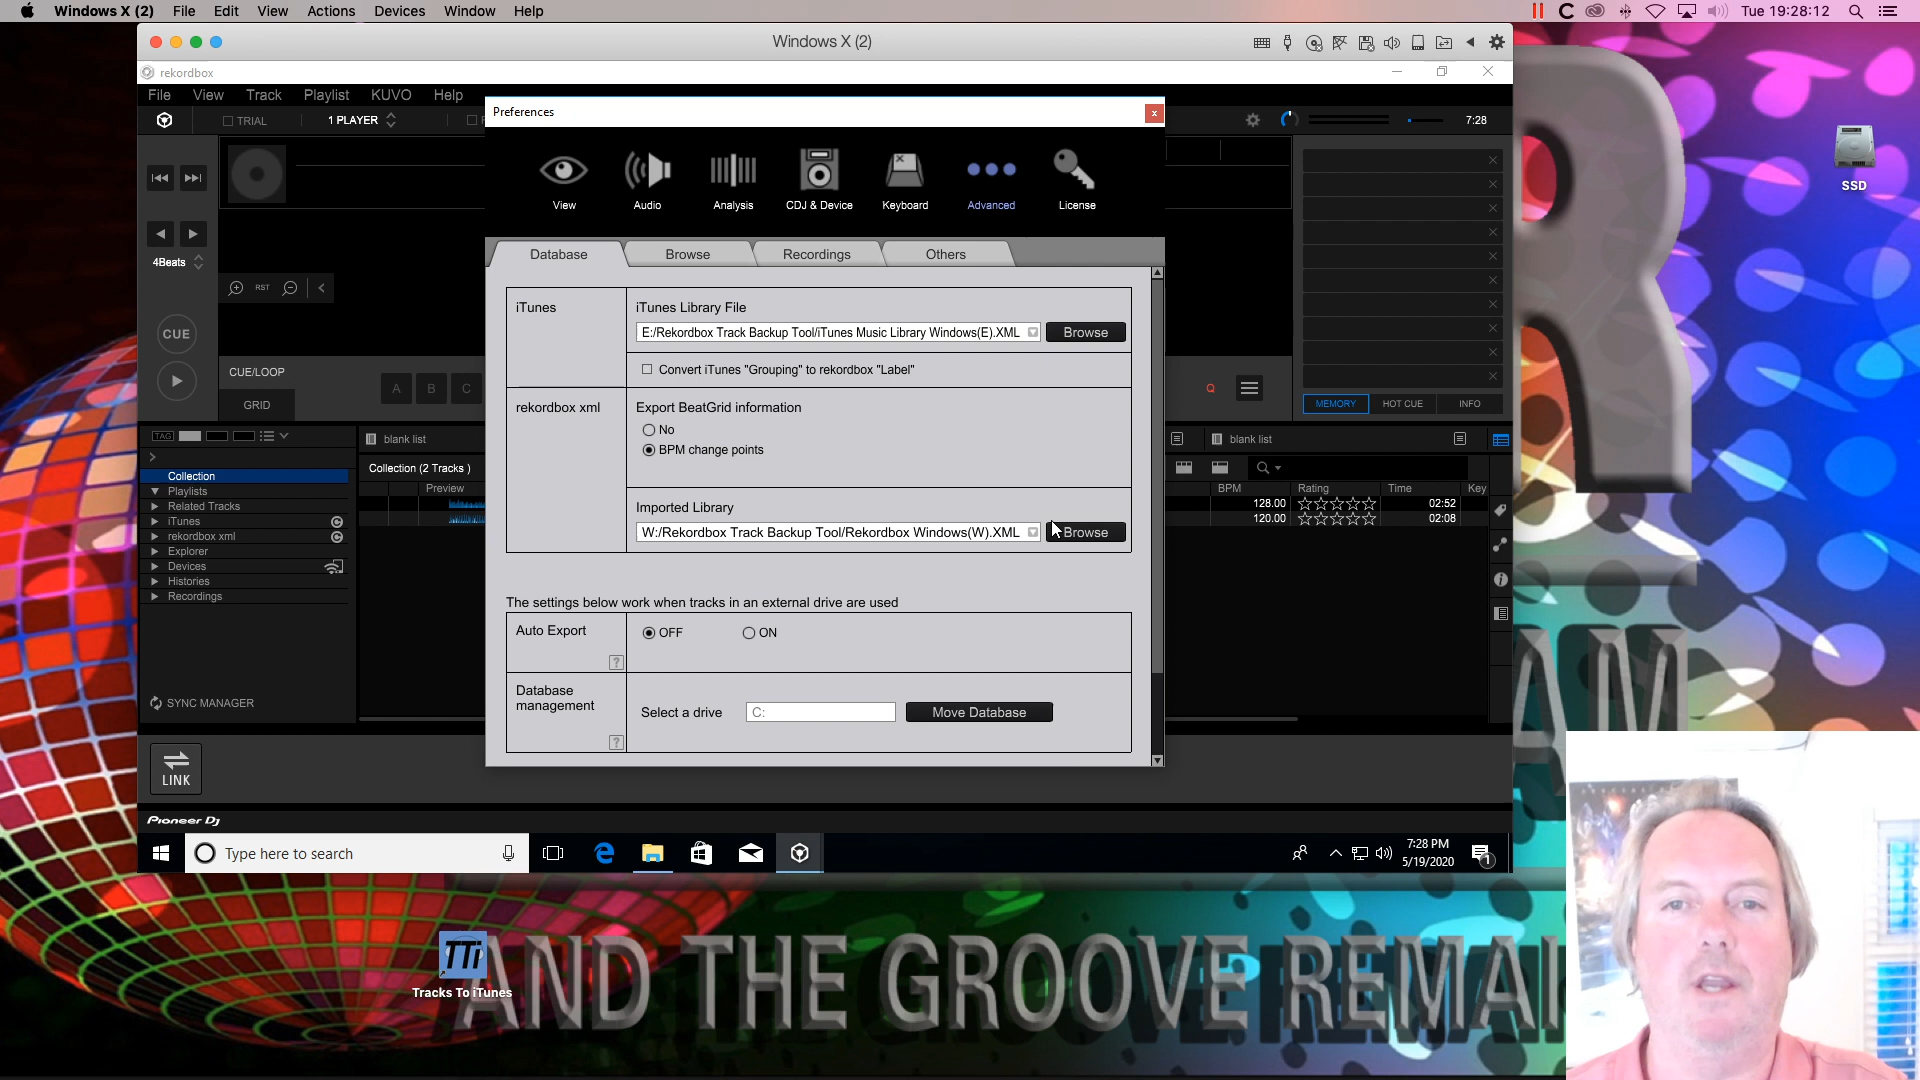 Windows X (2) File Edit View Actions Devices Window Help
Tue 19:28:12
Windows X (2)
SSD
rekordbox
File View Track Playlist KUVO Help
TRIAL
1 PLAYER
7:28
Preferences
View
Audio
Analysis
CDJ & Device
Keyboard
Advanced
License
Database
Browse
Recordings
Others
4Beats
RST
CUE
CUE/LOOP
GRID
A B C
iTunes
iTunes Library File
E:/Rekordbox Track Backup Tool/iTunes Music Library Windows(E).XML
Browse
Convert iTunes "Grouping" to rekordbox "Label"
rekordbox xml
Export BeatGrid information
No
BPM change points
Imported Library
W:/Rekordbox Track Backup Tool/Rekordbox Windows(W).XML
Browse
The settings below work when tracks in an external drive are used
Auto Export
OFF
ON
?
Database
management
Select a drive
C:
Move Database
?
Q
MEMORY
HOT CUE
INFO
TAG
blank list
blank list
Collection (2 Tracks )
Preview
BPM
Rating
Time
Key
128.00
02:52
120.00
02:08
Collection
Playlists
Related Tracks
iTunes
rekordbox xml
Explorer
Devices
Histories
Recordings
SYNC MANAGER
LINK
Pioneer Dj
Type here to search
7:28 PM
5/19/2020
1
TTi
Tracks To iTunes
AND THE GROOVE REMAI
R
AM